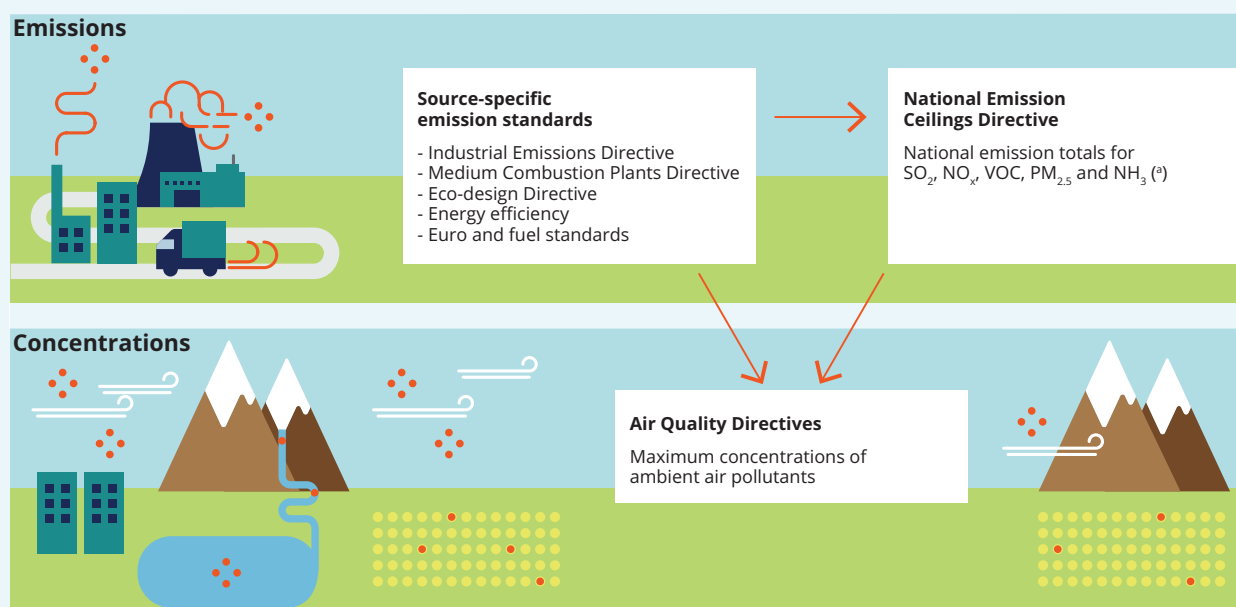 Emissions
Source-specific
emission standards
- Industrial Emissions Directive
- Medium Combustion Plants Directive
- Eco-design Directive
- Energy efficiency
- Euro and fuel standards
National Emission
Ceilings Directive
National emission totals for
SO₂, NOₓ, VOC, PM₂.₅ and NH₃ (ᵃ)
Concentrations
Air Quality Directives
Maximum concentrations of
ambient air pollutants